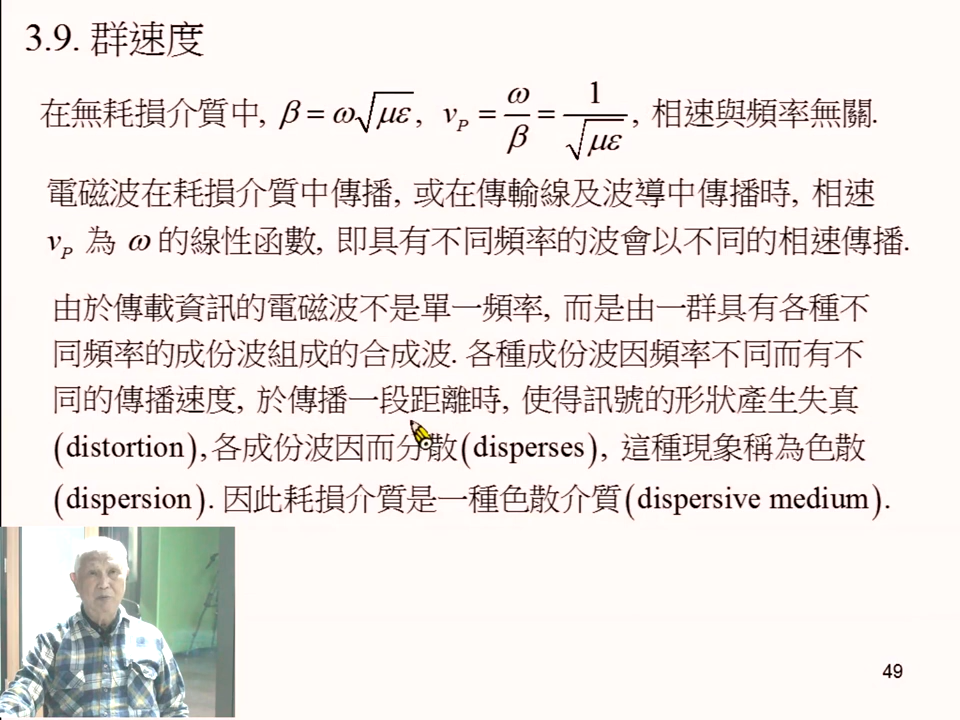 3.9. 群速度
在無耗損介質中, β = ω√με, v_P = ω/β = 1/√με, 相速與頻率無關.
電磁波在耗損介質中傳播, 或在傳輸線及波導中傳播時, 相速
v_P 為 ω 的線性函數, 即具有不同頻率的波會以不同的相速傳播.
由於傳載資訊的電磁波不是單一頻率, 而是由一群具有各種不
同頻率的成份波組成的合成波. 各種成份波因頻率不同而有不
同的傳播速度, 於傳播一段距離時, 使得訊號的形狀產生失真
(distortion), 各成份波因而分散(disperses), 這種現象稱為色散
(dispersion). 因此耗損介質是一種色散介質(dispersive medium).
49